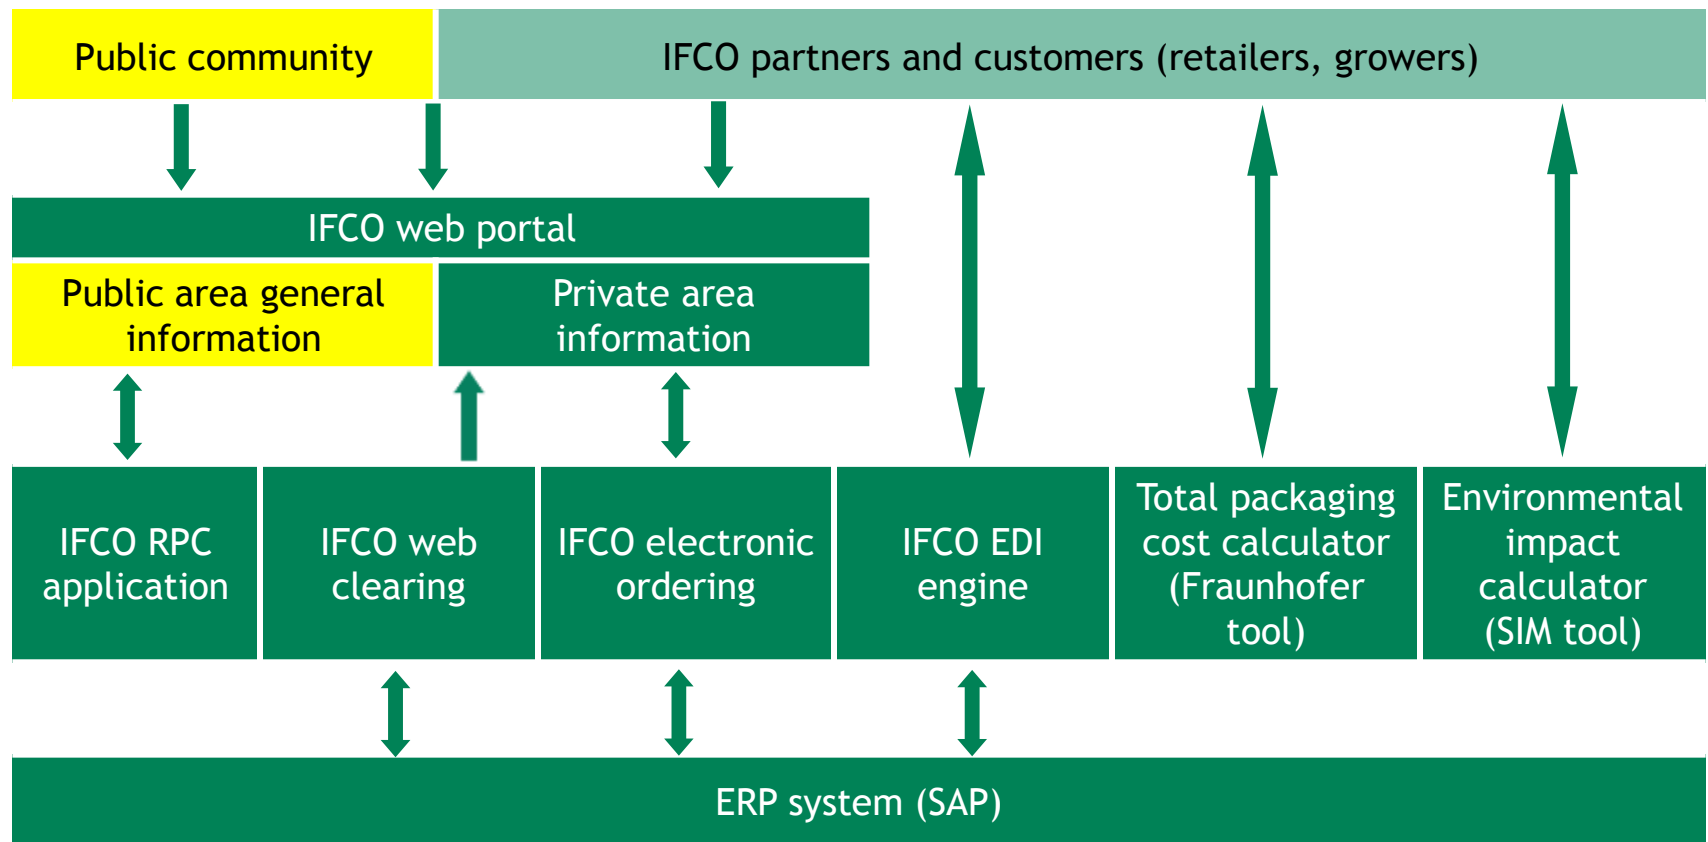 Public community
IFCO partners and customers (retailers, growers)
IFCO web portal
Public area general
information
Private area
information
IFCO RPC
application
IFCO web
clearing
IFCO electronic
ordering
IFCO EDI
engine
Total packaging
cost calculator
(Fraunhofer
tool)
Environmental
impact
calculator
(SIM tool)
ERP system (SAP)